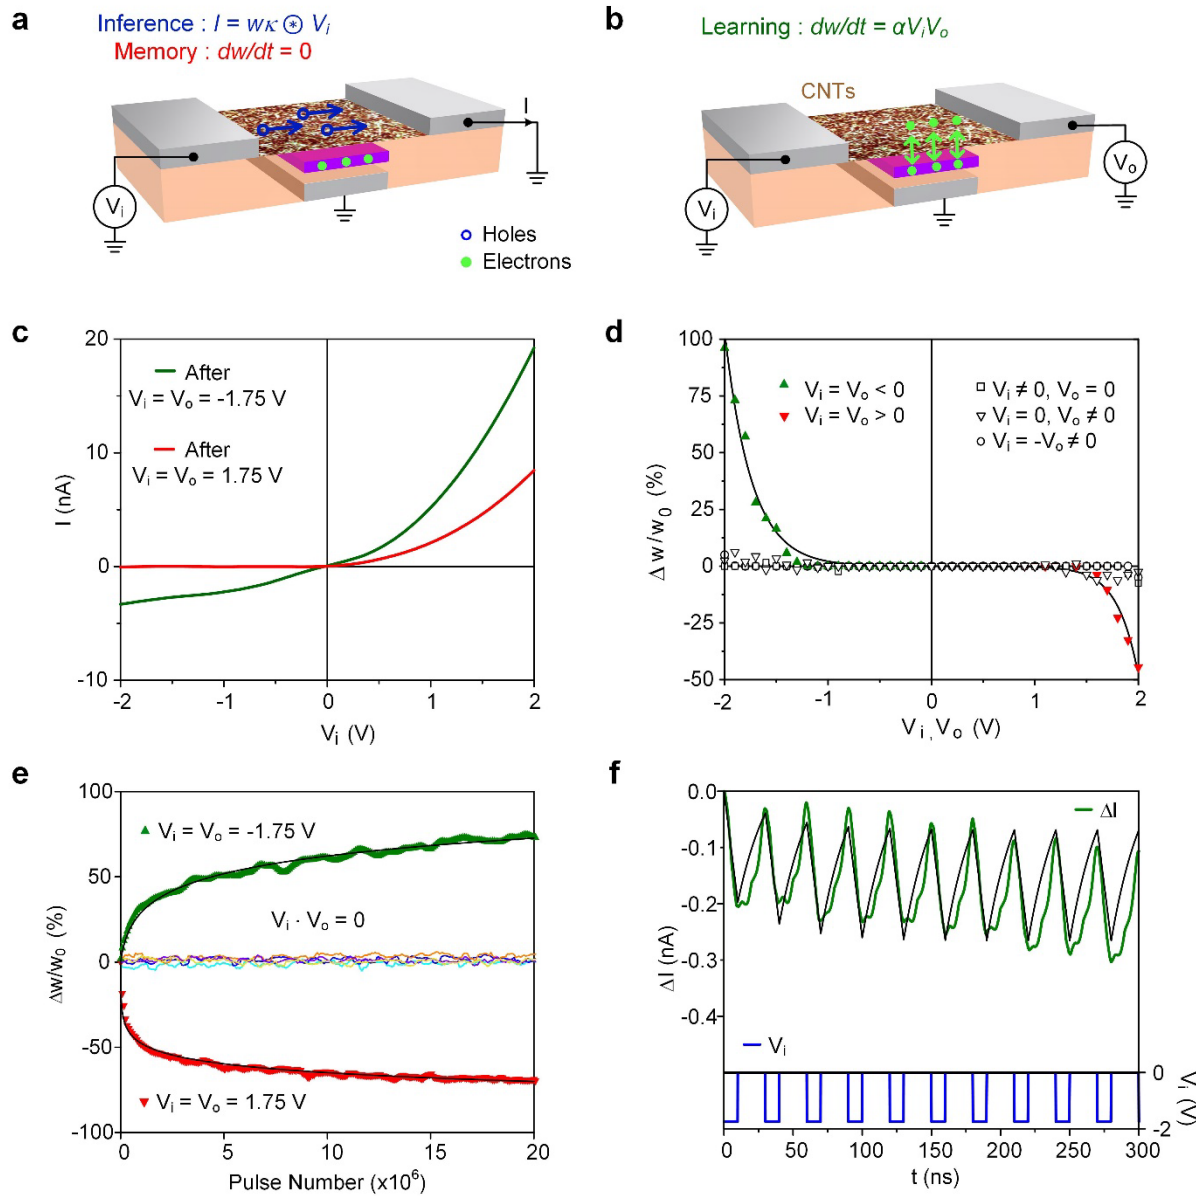 a
Inference : I = wκ ⊛ Vᵢ
Memory : dw/dt = 0
I
Vᵢ
Holes
Electrons
b
Learning : dw/dt = αVᵢVₒ
CNTs
Vᵢ
Vₒ
c
20
10
0
-10
I (nA)
After
Vᵢ = Vₒ = -1.75 V
After
Vᵢ = Vₒ = 1.75 V
-2 -1 0 1 2
Vᵢ (V)
d
100
75
50
25
0
-25
-50
Δ w/w₀ (%)
Vᵢ = Vₒ < 0
Vᵢ = Vₒ > 0
Vᵢ ≠ 0, Vₒ = 0
Vᵢ = 0, Vₒ ≠ 0
Vᵢ = -Vₒ ≠ 0
-2 -1 0 1 2
Vᵢ , Vₒ (V)
e
100
50
0
-50
-100
Δw/w₀ (%)
Vᵢ = Vₒ = -1.75 V
Vᵢ · Vₒ = 0
Vᵢ = Vₒ = 1.75 V
0 5 10 15 20
Pulse Number (x10⁶)
f
0.0
-0.1
-0.2
-0.3
-0.4
ΔI (nA)
ΔI
Vᵢ
0
-2
Vᵢ (V)
0 50 100 150 200 250 300
t (ns)